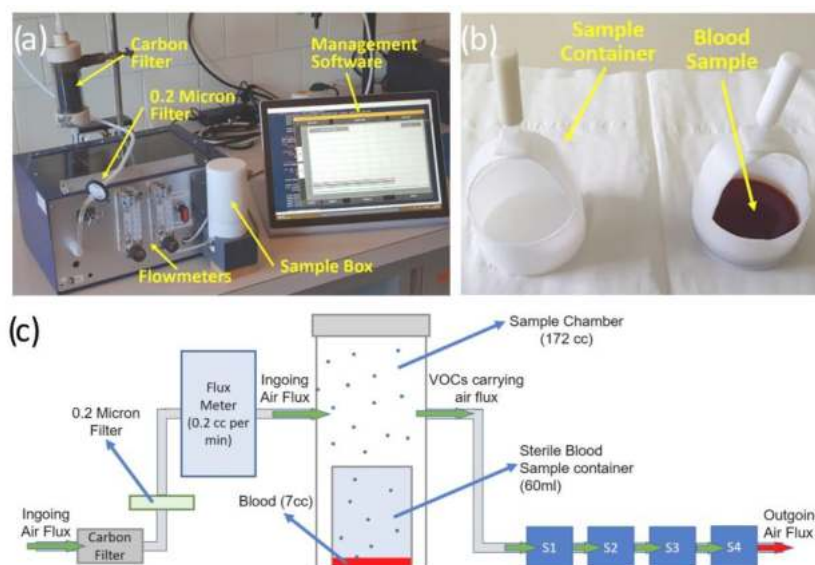 (a)
Carbon
Filter
0.2 Micron
Filter
Management
Software
Flowmeters
Sample Box
(b)
Sample
Container
Blood
Sample
(c)
Sample Chamber
(172 cc)
Flux
Meter
(0.2 cc per
min)
Ingoing
Air Flux
VOCs carrying
air flux
0.2 Micron
Filter
Sterile Blood
Sample container
(60ml)
Blood (7cc)
Ingoing
Air Flux
Carbon
Filter
S1
S2
S3
S4
Outgoin
Air Flux